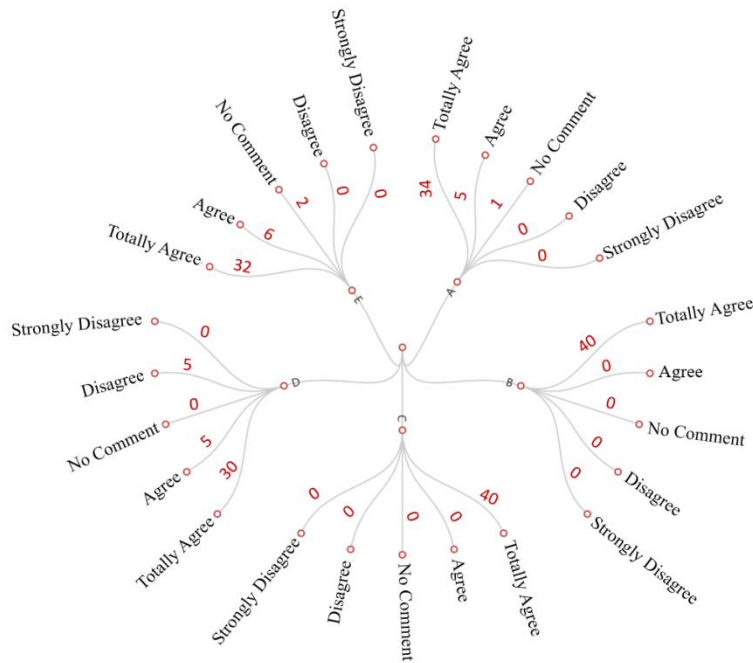 Totally Agree
34
Agree
5
No Comment
1
Disagree
0
Strongly Disagree
0
A
Totally Agree
40
Agree
0
No Comment
0
Disagree
0
Strongly Disagree
0
B
Totally Agree
40
Agree
0
No Comment
0
Disagree
0
Strongly Disagree
0
C
Totally Agree
30
Agree
5
No Comment
0
Disagree
5
Strongly Disagree
0
D
Totally Agree
32
Agree
6
No Comment
2
Disagree
0
Strongly Disagree
0
E